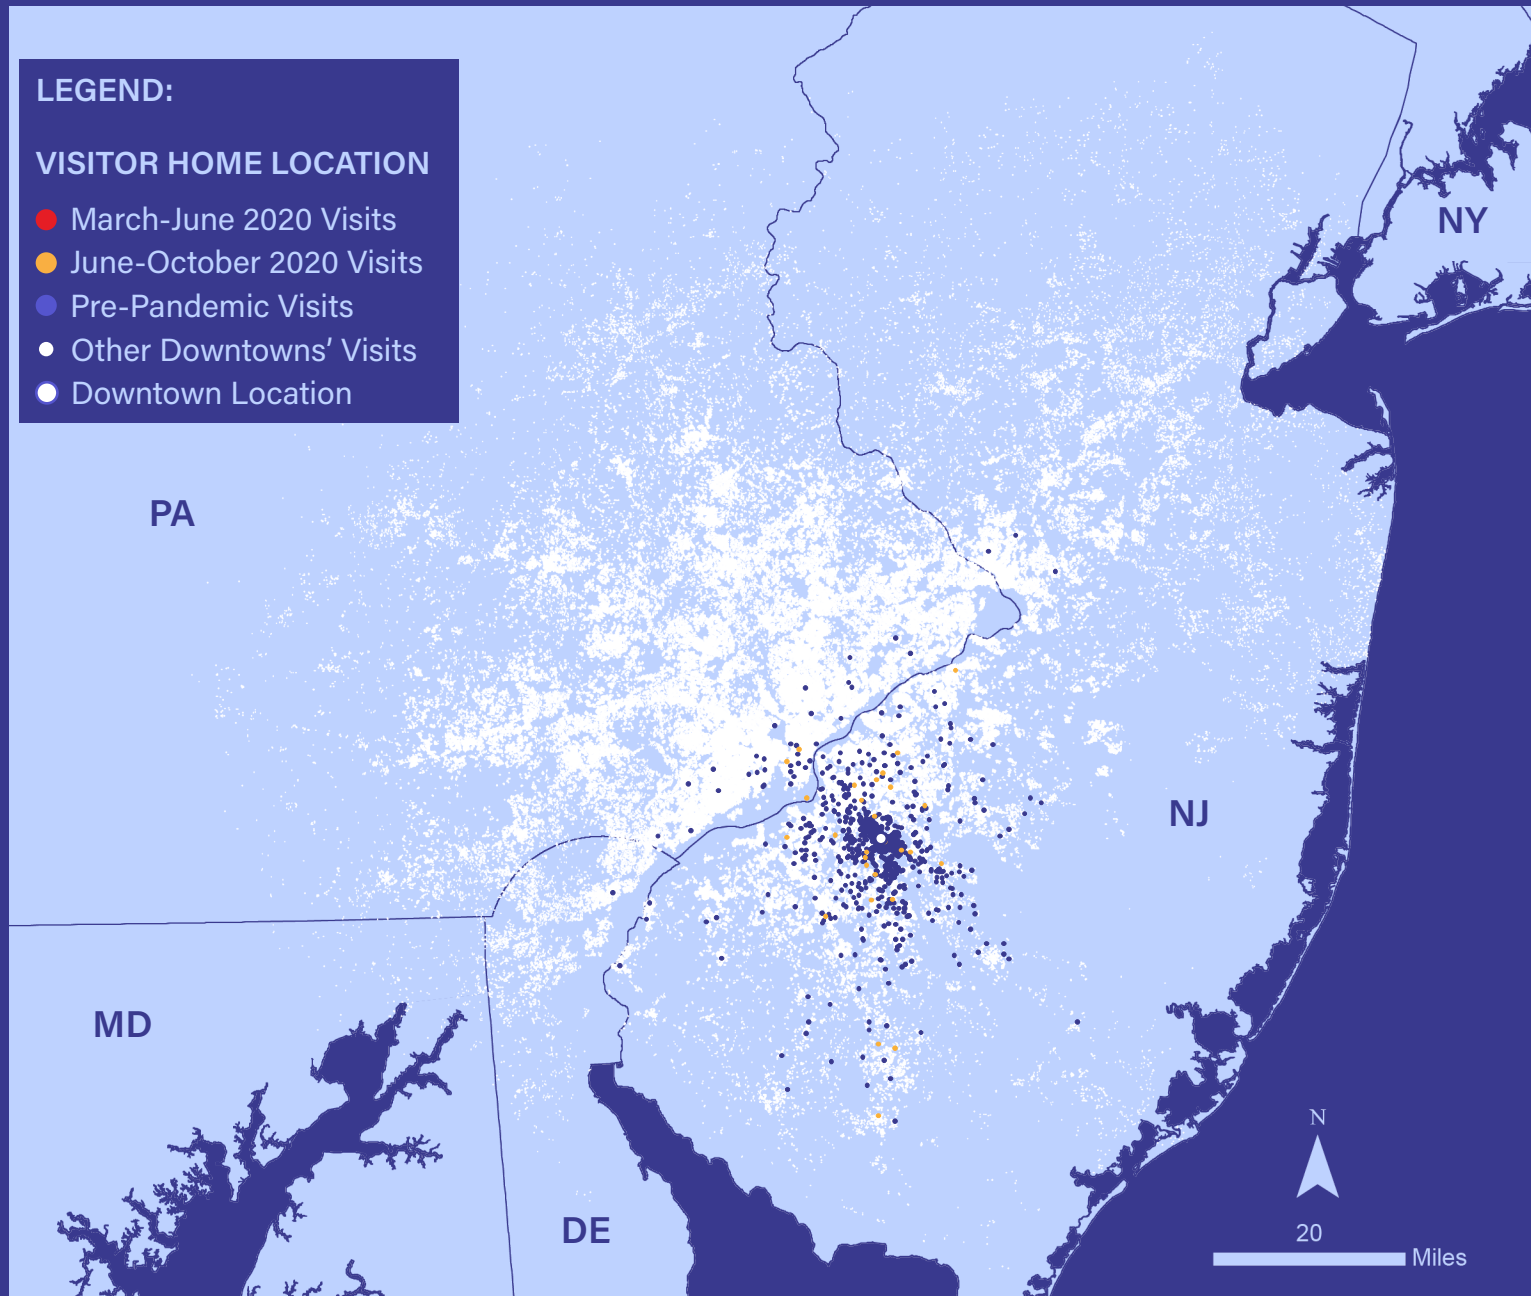 LEGEND:
VISITOR HOME LOCATION
March-June 2020 Visits
June-October 2020 Visits
Pre-Pandemic Visits
Other Downtowns' Visits
Downtown Location
NY
PA
NJ
MD
DE
N
20
Miles